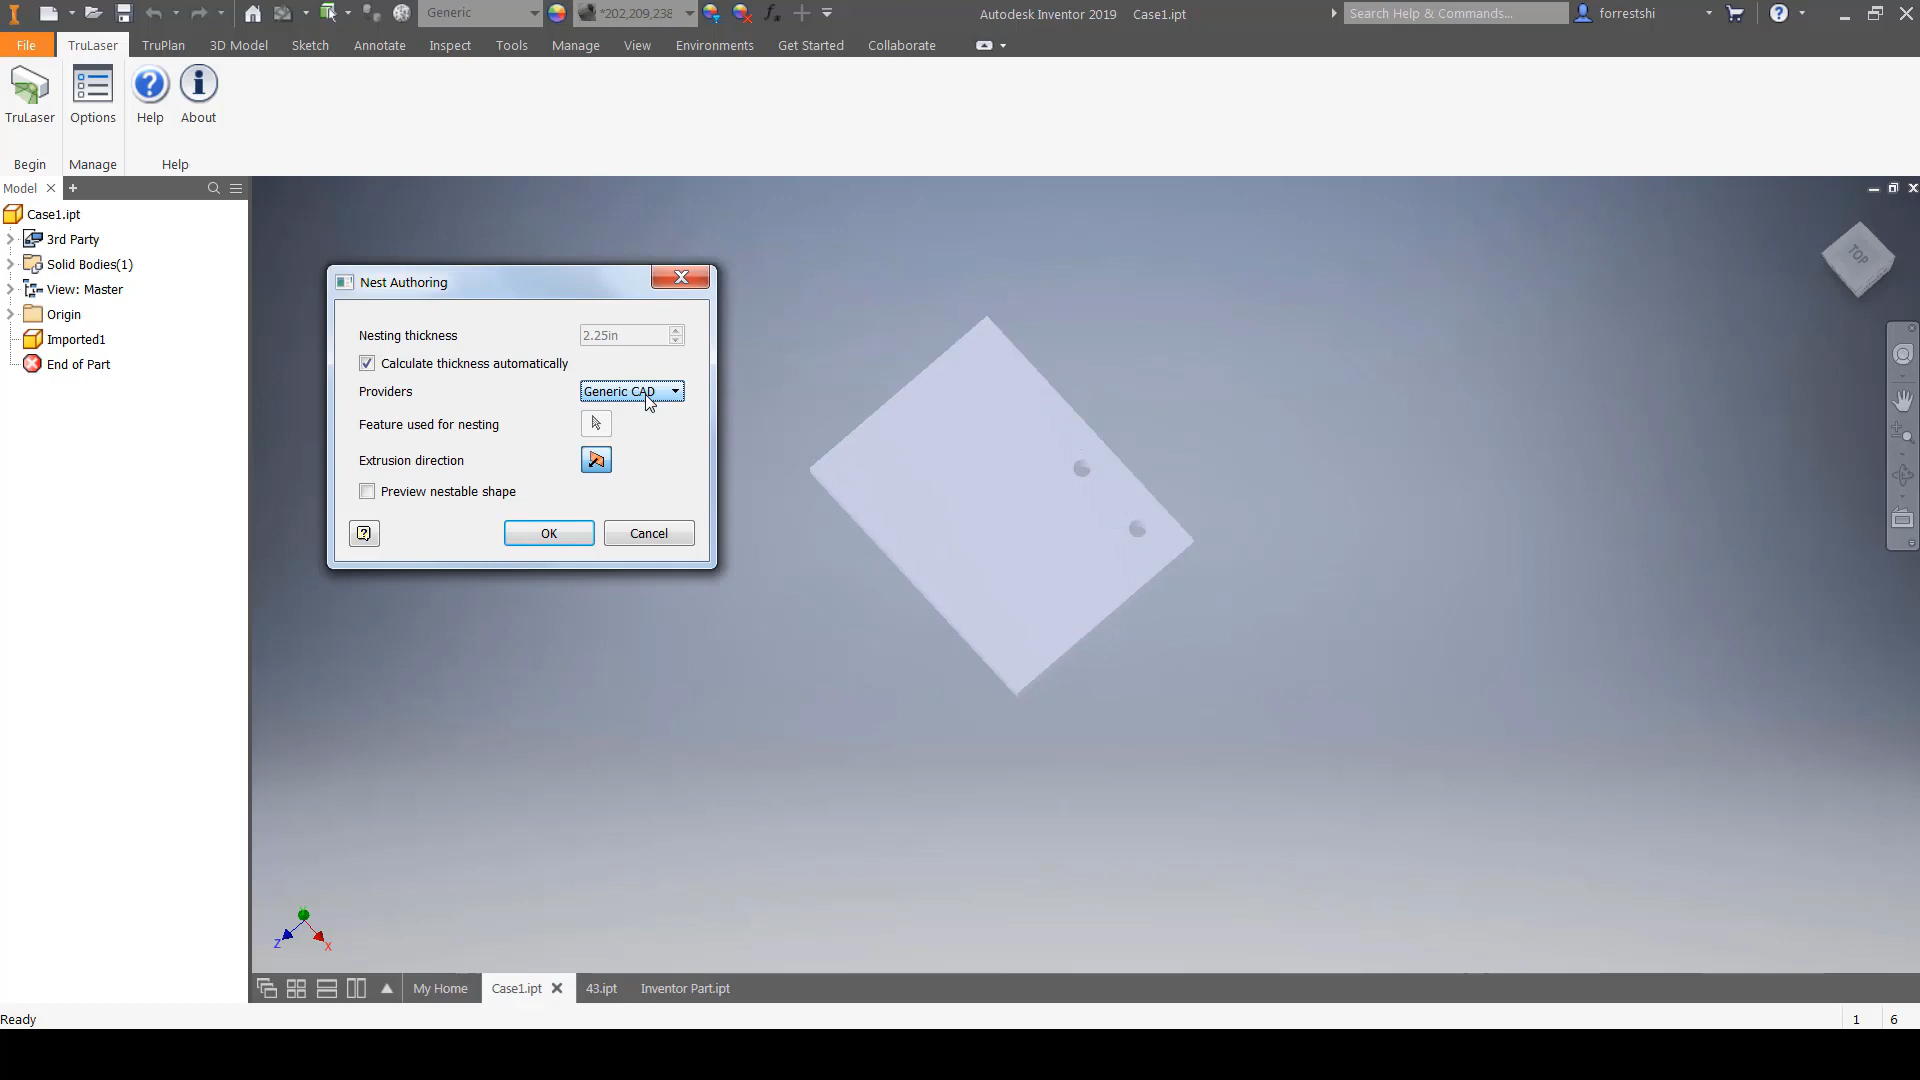 Generic
*202,209,238
Autodesk Inventor 2019 Case1.ipt
Search Help & Commands...
forrestshi
File TruLaser TruPlan 3D Model Sketch Annotate Inspect Tools Manage View Environments Get Started Collaborate
TruLaser Options Help About
Begin Manage Help
Model
Case1.ipt
3rd Party
Solid Bodies(1)
View: Master
Origin
Imported1
End of Part
TOP
Nest Authoring
Nesting thickness 2.25in
Calculate thickness automatically
Providers Generic CAD
Feature used for nesting
Extrusion direction
Preview nestable shape
OK Cancel
Z X
My Home Case1.ipt 43.ipt Inventor Part.ipt
Ready 1 6